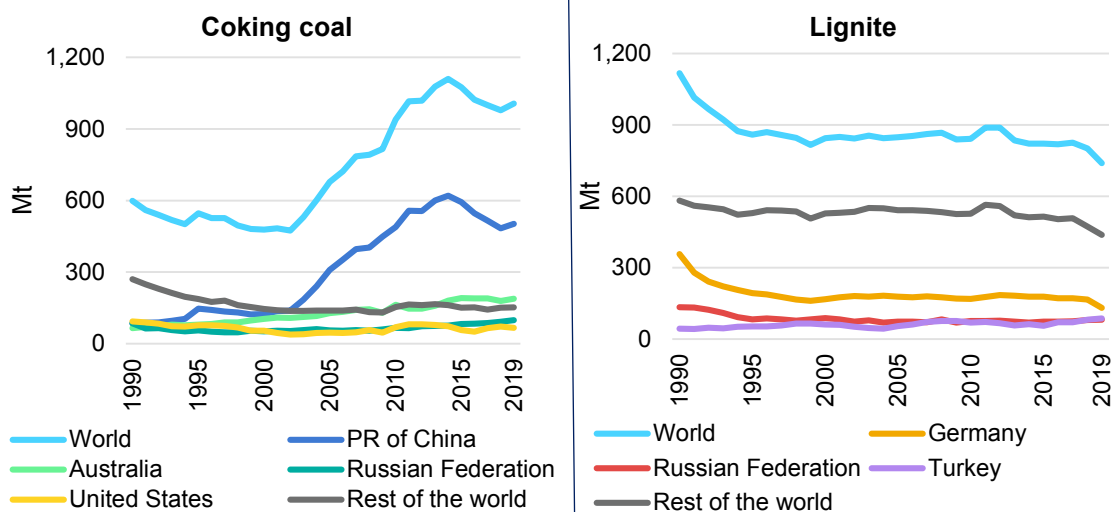 Coking coal
1,200
900
600
300
0
Mt
1990
1995
2000
2005
2010
2015
2019
World
PR of China
Australia
Russian Federation
United States
Rest of the world
Lignite
1,200
900
600
300
0
Mt
1990
1995
2000
2005
2010
2015
2019
World
Germany
Russian Federation
Turkey
Rest of the world